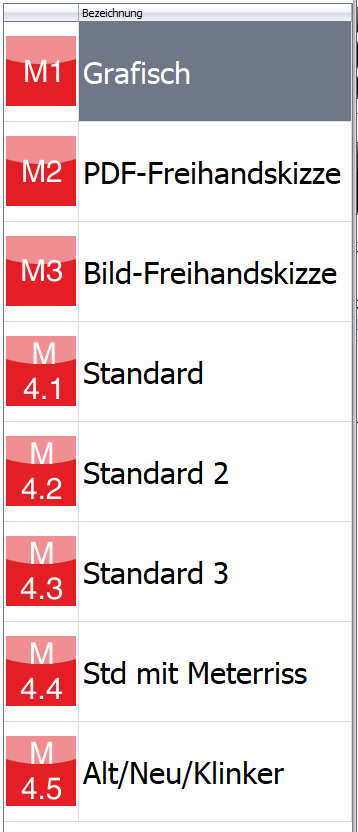 Bezeichnung
M1 Grafisch
M2 PDF-Freihandskizze
M3 Bild-Freihandskizze
M
4.1 Standard
M
4.2 Standard 2
M
4.3 Standard 3
M
4.4 Std mit Meterriss
M
4.5 Alt/Neu/Klinker